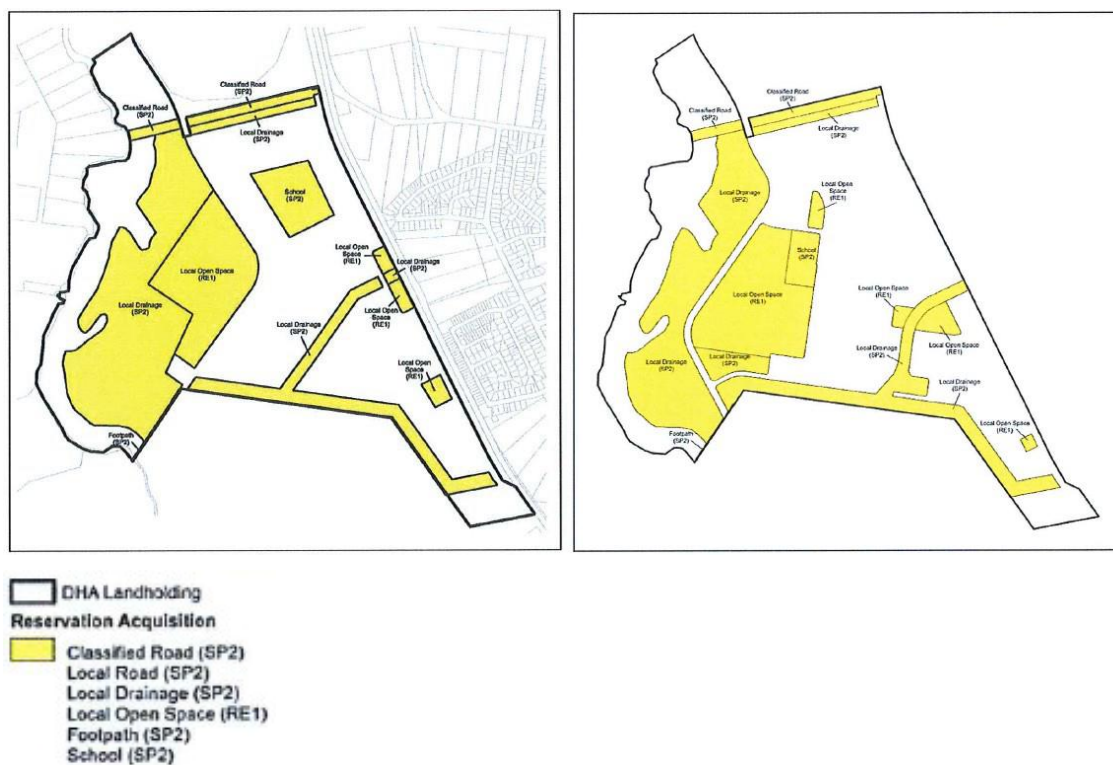 Classified Road
(SP2)
Classified Road
(SP2)
Local Drainage
(SP2)
School
(SP2)
Local Open
Space
(RE1)
Local Drainage
(SP2)
Local Open Space
(RE1)
Local Drainage
(SP2)
Local Open
Space
(RE1)
Local Drainage
(SP2)
Local Open
Space
(RE1)
Footpath
(SP2)
Classified Road
(SP2)
Classified Road
(SP2)
Local Drainage
(SP2)
Local Drainage
(SP2)
Local Open
Space
(RE1)
School
(SP2)
Local Open Space
(RE1)
Local Open Space
(RE1)
Local Open Space
(RE1)
Local Drainage
(SP2)
Local Drainage
(SP2)
Local Drainage
(SP2)
Local Drainage
(SP2)
Local Open Space
(RE1)
Footpath
(SP2)
DHA Landholding
Reservation Acquisition
Classified Road (SP2)
Local Road (SP2)
Local Drainage (SP2)
Local Open Space (RE1)
Footpath (SP2)
School (SP2)